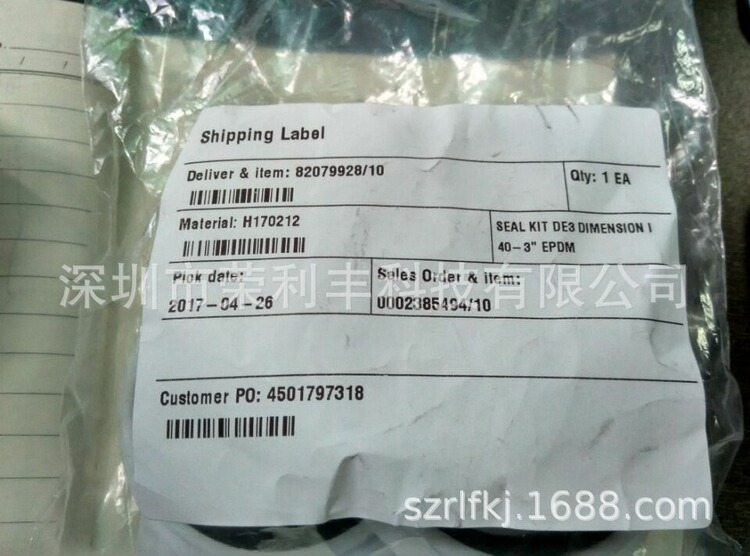 Shipping Label
Deliver & item: 82079928/10
Qty: 1 EA
Material: H170212
SEAL KIT DE3 DIMENSION I
40-3" EPDM
Pick date:
2017-04-26
Sales Order & item:
0002385494/10
深圳市荣利丰科技有限公司
Customer PO: 4501797318
szrlfkj.1688.com